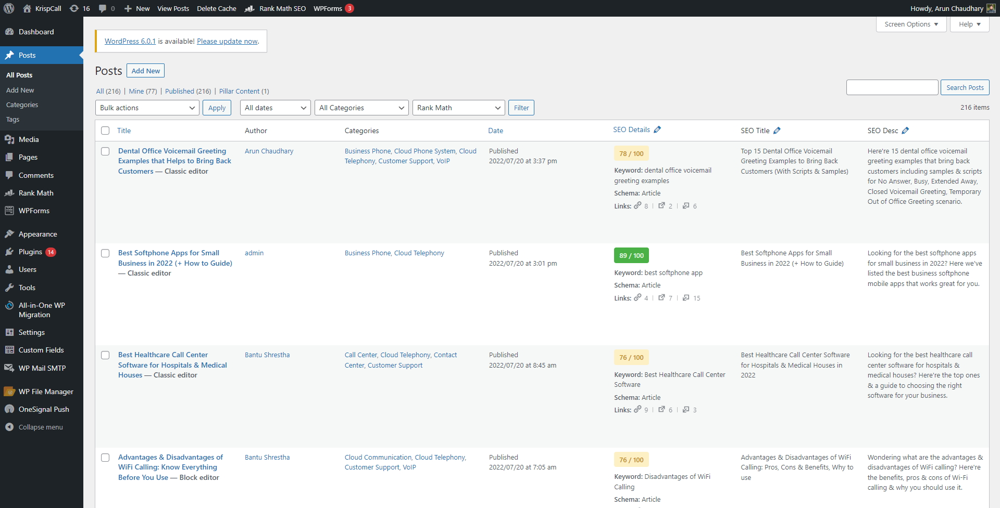 KrispCall 16 0 New View Posts Delete Cache Rank Math SEO WPForms 3 Howdy, Arun Chaudhary
Screen Options Help
Dashboard
Posts
All Posts
Add New
Categories
Tags
Media
Pages
Comments
Rank Math
WPForms
Appearance
Plugins 14
Users
Tools
All-in-One WP
Migration
Settings
Custom Fields
WP Mail SMTP
WP File Manager
OneSignal Push
Collapse menu
WordPress 6.0.1 is available! Please update now.
Posts Add New
All (216) | Mine (77) | Published (216) | Pillar Content (1)
Search Posts
Bulk actions Apply All dates All Categories Rank Math Filter
216 items
Title Author Categories Date SEO Details SEO Title SEO Desc
Dental Office Voicemail Greeting
Examples that Helps to Bring Back
Customers — Classic editor
Arun Chaudhary
Business Phone, Cloud Phone System, Cloud
Telephony, Customer Support, VoIP
Published
2022/07/20 at 3:37 pm
78 / 100
Keyword: dental office voicemail
greeting examples
Schema: Article
Links: 8 | 2 | 6
Top 15 Dental Office Voicemail
Greeting Examples to Bring Back
Customers (With Scripts & Samples)
Here're 15 dental office voicemail
greeting examples that bring back
customers including samples & scripts
for No Answer, Busy, Extended Away,
Closed Voicemail Greeting, Temporary
Out of Office Greeting scenario.
Best Softphone Apps for Small
Business in 2022 (+ How to Guide)
— Classic editor
admin
Business Phone, Cloud Telephony
Published
2022/07/20 at 3:01 pm
89 / 100
Keyword: best softphone app
Schema: Article
Links: 4 | 7 | 15
Best Softphone Apps for Small
Business in 2022 (+ How to Guide)
Looking for the best softphone apps
for small business in 2022? Here we've
listed the best business softphone
mobile apps that works great for you.
Best Healthcare Call Center
Software for Hospitals & Medical
Houses — Classic editor
Bantu Shrestha
Call Center, Cloud Telephony, Contact
Center, Customer Support
Published
2022/07/20 at 8:45 am
76 / 100
Keyword: Best Healthcare Call Center
Software
Schema: Article
Links: 9 | 6 | 3
Best Healthcare Call Center Software
for Hospitals & Medical Houses in
2022
Looking for the best healthcare call
center software for hospitals &
medical houses? Here're the top ones
& a guide to choosing the right
software for your business.
Advantages & Disadvantages of
WiFi Calling: Know Everything
Before You Use — Block editor
Bantu Shrestha
Cloud Communication, Cloud Telephony,
Customer Support, VoIP
Published
2022/07/20 at 7:05 am
76 / 100
Keyword: Disadvantages of WiFi
Calling
Schema: Article
Advantages & Disadvantages of WiFi
Calling: Pros, Cons & Benefits, Why to
use
Wondering what are the advantages &
disadvantages of WiFi calling? Here're
the benefits, pros & cons of Wi-Fi
calling & why you should use it.